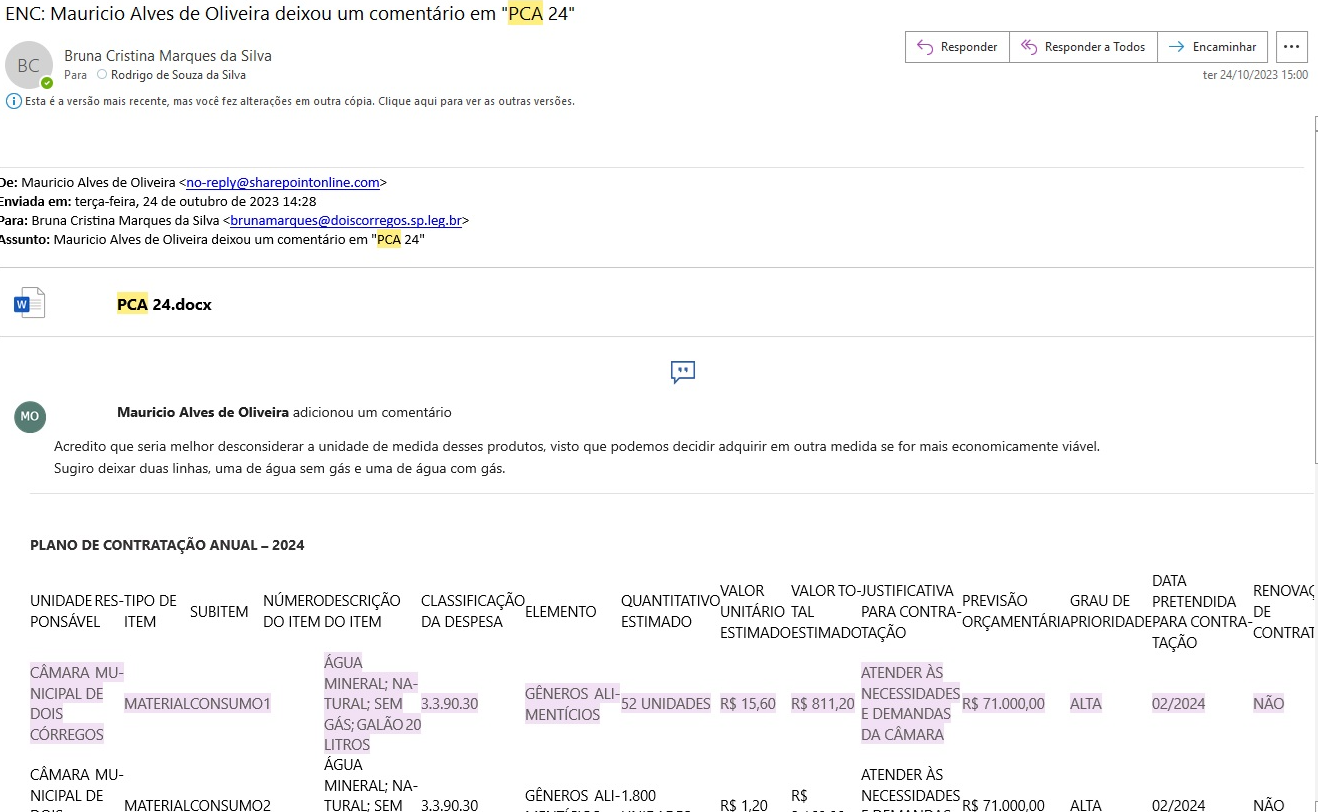 ENC: Mauricio Alves de Oliveira deixou um comentário em "PCA 24"
BC
Bruna Cristina Marques da Silva
Para Rodrigo de Souza da Silva
Responder
Responder a Todos
Encaminhar
ter 24/10/2023 15:00
Esta é a versão mais recente, mas você fez alterações em outra cópia. Clique aqui para ver as outras versões.
De: Mauricio Alves de Oliveira <no-reply@sharepointonline.com>
Enviada em: terça-feira, 24 de outubro de 2023 14:28
Para: Bruna Cristina Marques da Silva <brunamarques@doiscorregos.sp.leg.br>
Assunto: Mauricio Alves de Oliveira deixou um comentário em "PCA 24"
W
PCA 24.docx
MO
Mauricio Alves de Oliveira adicionou um comentário
Acredito que seria melhor desconsiderar a unidade de medida desses produtos, visto que podemos decidir adquirir em outra medida se for mais economicamente viável.
Sugiro deixar duas linhas, uma de água sem gás e uma de água com gás.
PLANO DE CONTRATAÇÃO ANUAL – 2024
UNIDADE RES-
PONSÁVEL
TIPO DE
ITEM
SUBITEM
NÚMERO
DO ITEM
DESCRIÇÃO
DO ITEM
CLASSIFICAÇÃO
DA DESPESA
ELEMENTO
QUANTITATIVO
ESTIMADO
VALOR
UNITÁRIO
ESTIMADO
VALOR TO-
TAL
ESTIMADO
JUSTIFICATIVA
PARA CONTRA-
TAÇÃO
PREVISÃO
ORÇAMENTÁRIA
GRAU DE
PRIORIDADE
DATA
PRETENDIDA
PARA CONTRA-
TAÇÃO
RENOVAÇ
DE
CONTRAT
CÂMARA MU-
NICIPAL DE
DOIS
CÓRREGOS
MATERIAL
CONSUMO
1
ÁGUA
MINERAL; NA-
TURAL; SEM
GÁS; GALÃO 20
LITROS
3.3.90.30
GÊNEROS ALI-
MENTÍCIOS
52 UNIDADES
R$ 15,60
R$ 811,20
ATENDER ÀS
NECESSIDADES
E DEMANDAS
DA CÂMARA
R$ 71.000,00
ALTA
02/2024
NÃO
CÂMARA MU-
NICIPAL DE
MATERIAL
CONSUMO
2
ÁGUA
MINERAL; NA-
TURAL; SEM
3.3.90.30
GÊNEROS ALI-
1.800
R$ 1,20
R$
ATENDER ÀS
NECESSIDADES
R$ 71.000,00
ALTA
02/2024
NÃO